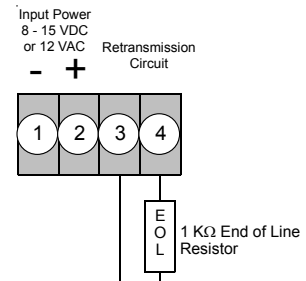 Input Power
8 - 15 VDC
or 12 VAC
Retransmission
Circuit
- +
1 2 3 4
E
O
L
1 KΩ End of Line
Resistor